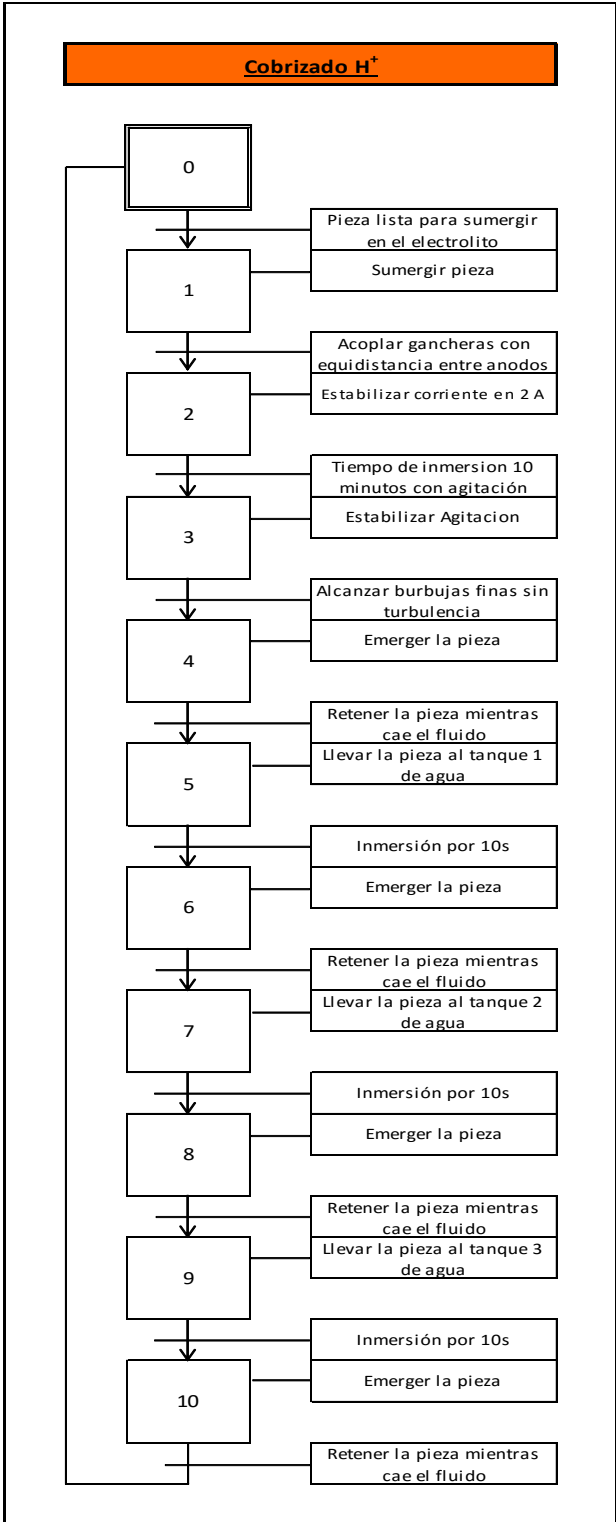 Cobrizado H⁺
0
Pieza lista para sumergir
en el electrolito
1
Sumergir pieza
Acoplar gancheras con
equidistancia entre anodos
2
Estabilizar corriente en 2 A
Tiempo de inmersion 10
minutos con agitación
3
Estabilizar Agitacion
Alcanzar burbujas finas sin
turbulencia
4
Emerger la pieza
Retener la pieza mientras
cae el fluido
5
Llevar la pieza al tanque 1
de agua
Inmersión por 10s
6
Emerger la pieza
Retener la pieza mientras
cae el fluido
7
Llevar la pieza al tanque 2
de agua
Inmersión por 10s
8
Emerger la pieza
Retener la pieza mientras
cae el fluido
9
Llevar la pieza al tanque 3
de agua
Inmersión por 10s
10
Emerger la pieza
Retener la pieza mientras
cae el fluido